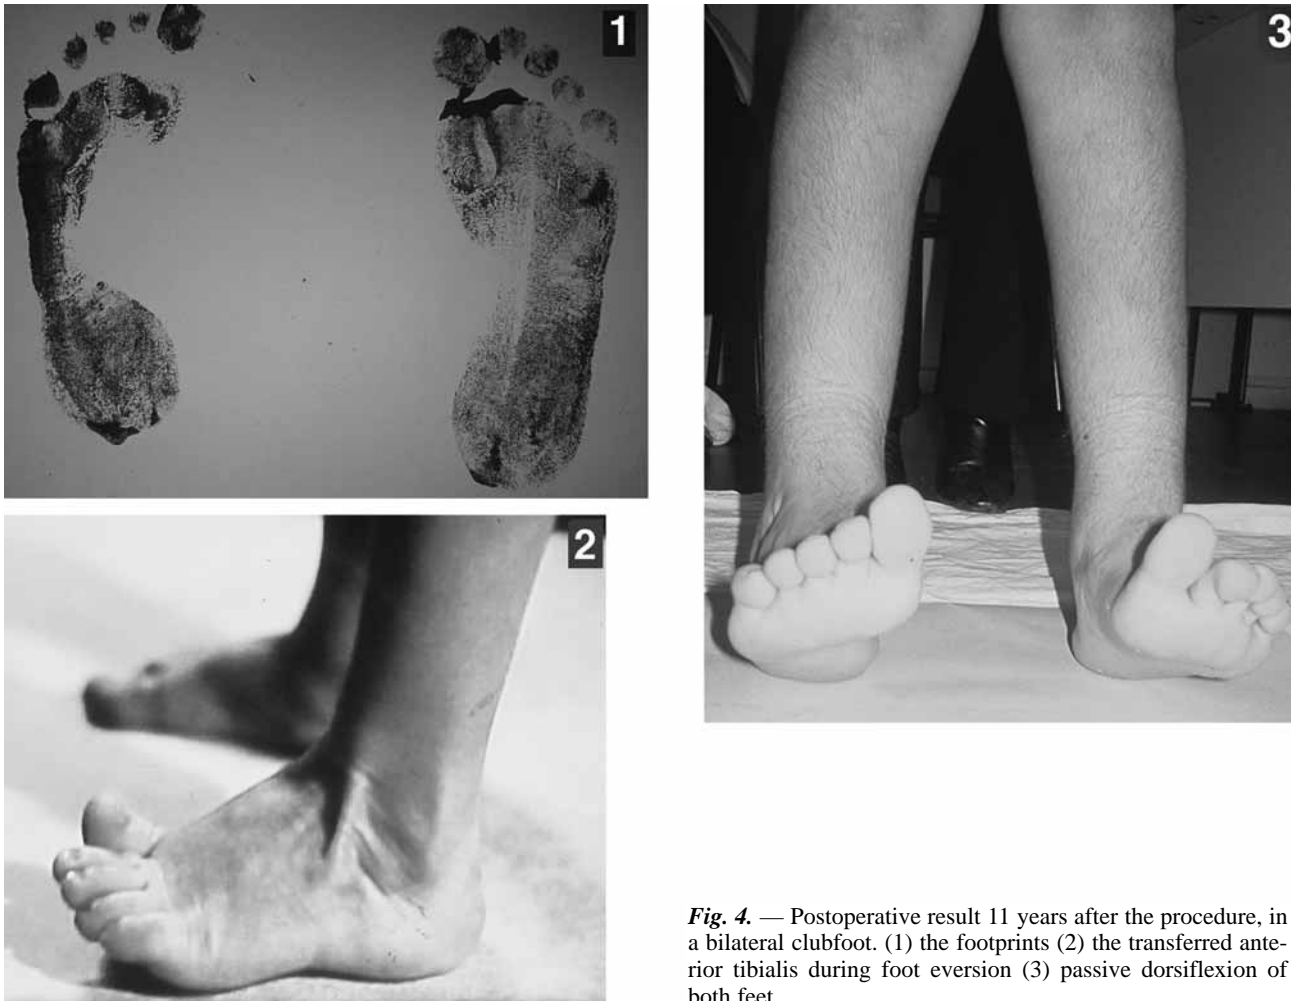 1
3
2
Fig. 4. — Postoperative result 11 years after the procedure, in
a bilateral clubfoot. (1) the footprints (2) the transferred ante-
rior tibialis during foot eversion (3) passive dorsiflexion of
both feet